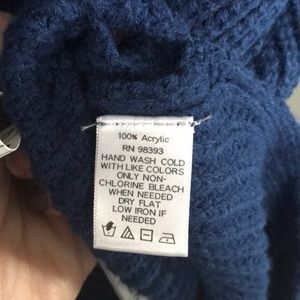 100% Acrylic
RN 98393
HAND WASH COLD
WITH LIKE COLORS
ONLY NON-
CHLORINE BLEACH
WHEN NEEDED
DRY FLAT
LOW IRON IF
NEEDED